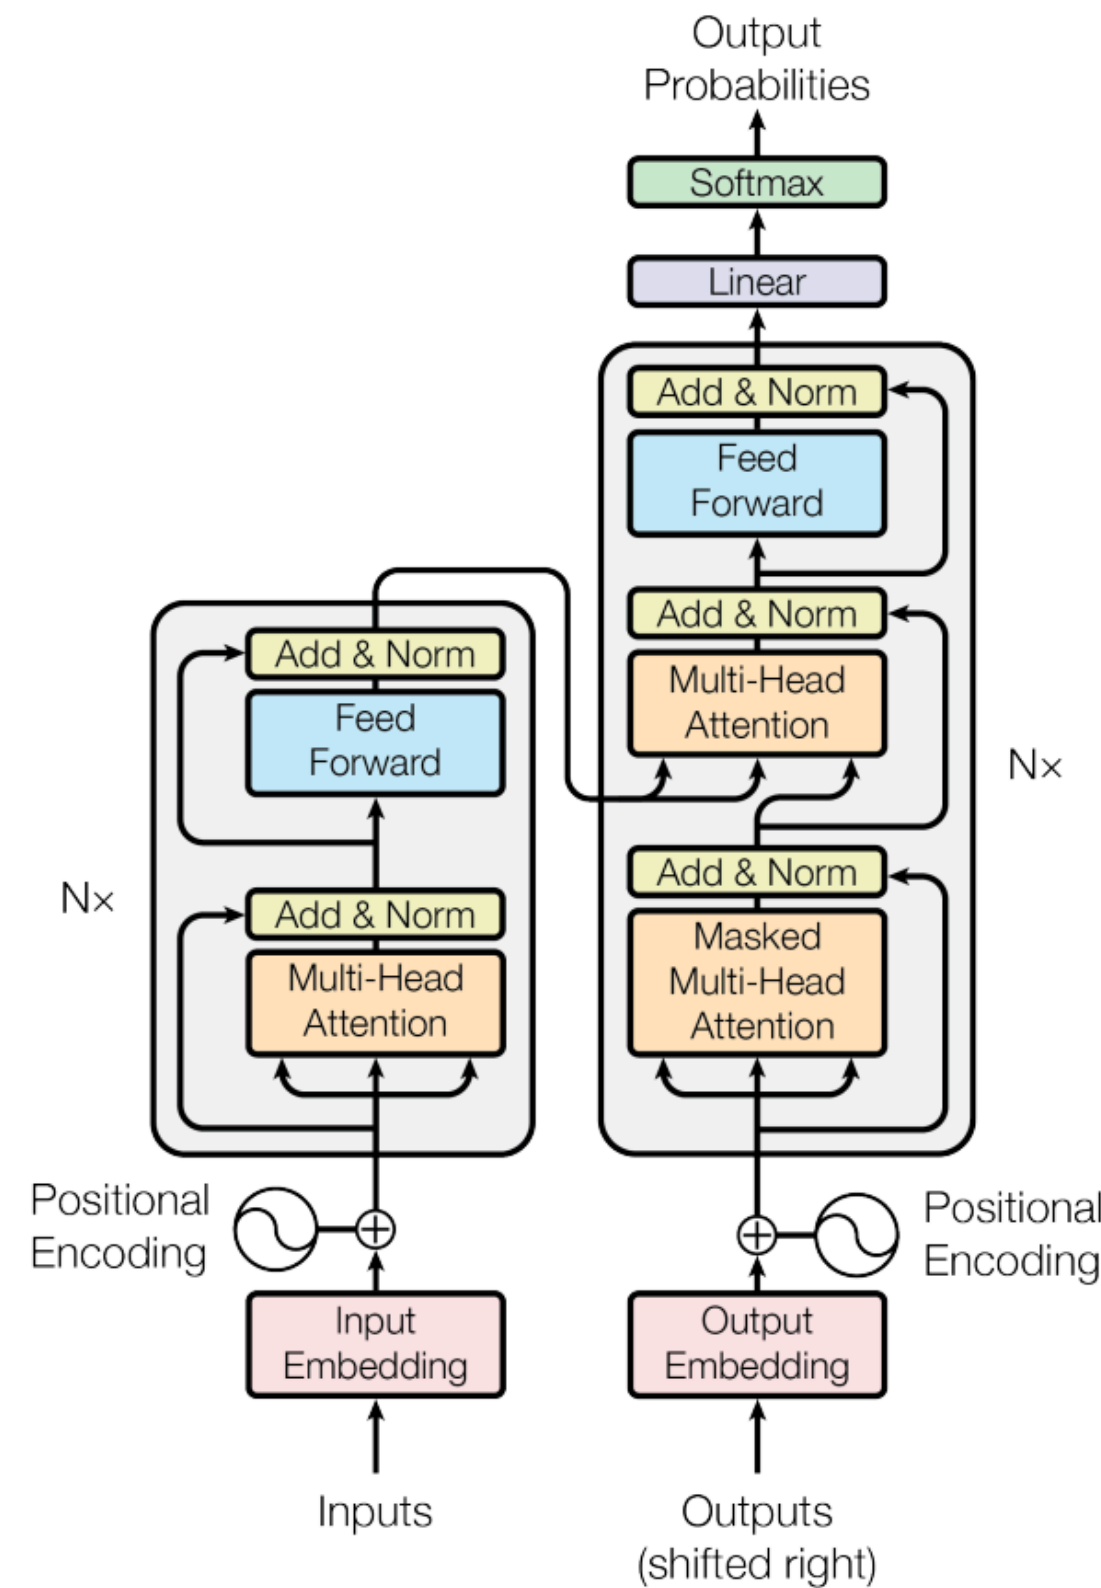 Output
Probabilities
Softmax
Linear
Add & Norm
Feed
Forward
Add & Norm
Multi-Head
Attention
Add & Norm
Masked
Multi-Head
Attention
N×
Add & Norm
Feed
Forward
Add & Norm
Multi-Head
Attention
N×
Positional
Encoding
Positional
Encoding
Input
Embedding
Output
Embedding
Inputs
Outputs
(shifted right)